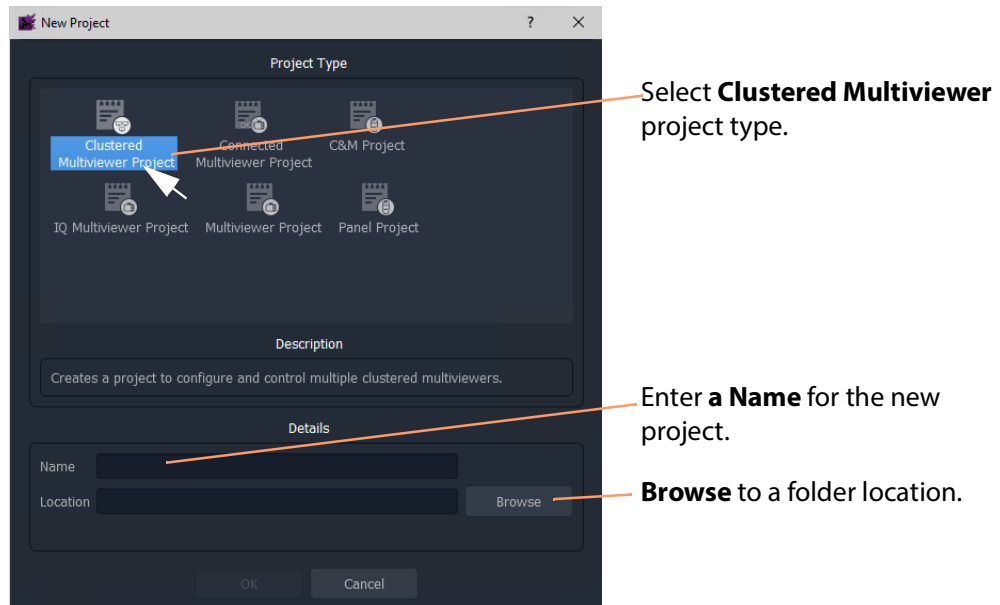 New Project
?
Project Type
Clustered
Multiviewer Project
Connected
Multiviewer Project
C&M Project
IQ Multiviewer Project
Multiviewer Project
Panel Project
Description
Creates a project to configure and control multiple clustered multiviewers.
Details
Name
Location
Browse
OK
Cancel
Select Clustered Multiviewer
project type.
Enter a Name for the new
project.
Browse to a folder location.